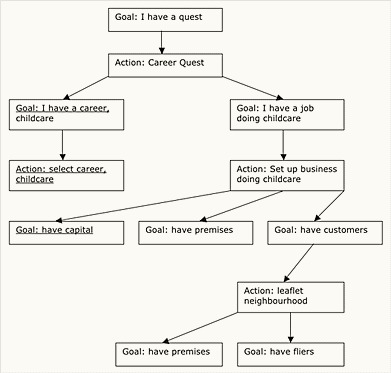 Goal: I have a quest
Action: Career Quest
Goal: I have a career,
childcare
Goal: I have a job
doing childcare
Action: select career,
childcare
Action: Set up business
doing childcare
Goal: have capital
Goal: have premises
Goal: have customers
Action: leaflet
neighbourhood
Goal: have premises
Goal: have fliers